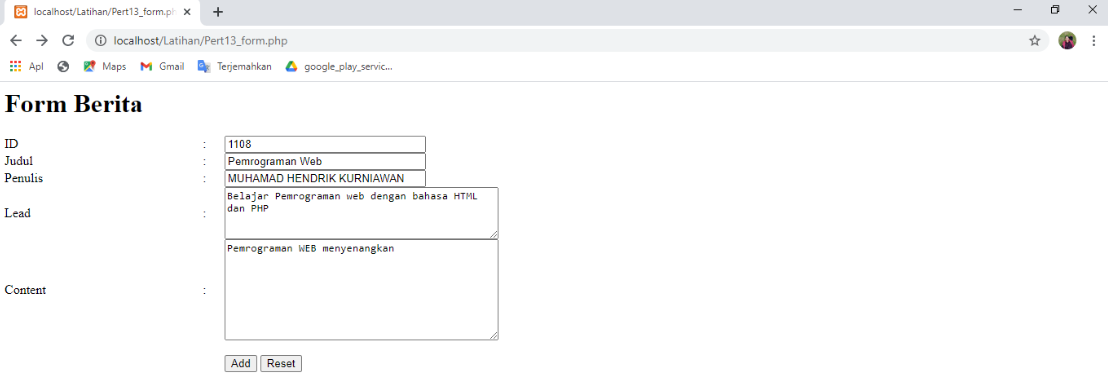 localhost/Latihan/Pert13_form.ph
localhost/Latihan/Pert13_form.php
Apl Maps Gmail Terjemahkan google_play_servic...
Form Berita
ID : 1108
Judul : Pemrograman Web
Penulis : MUHAMAD HENDRIK KURNIAWAN
Lead : Belajar Pemrograman web dengan bahasa HTML
dan PHP
Content : Pemrograman WEB menyenangkan
Add Reset